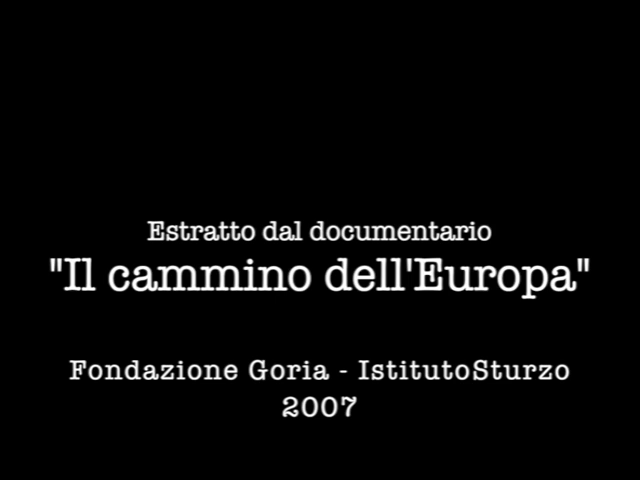 Estratto dal documentario
"Il cammino dell'Europa"
Fondazione Goria - IstitutoSturzo
2007